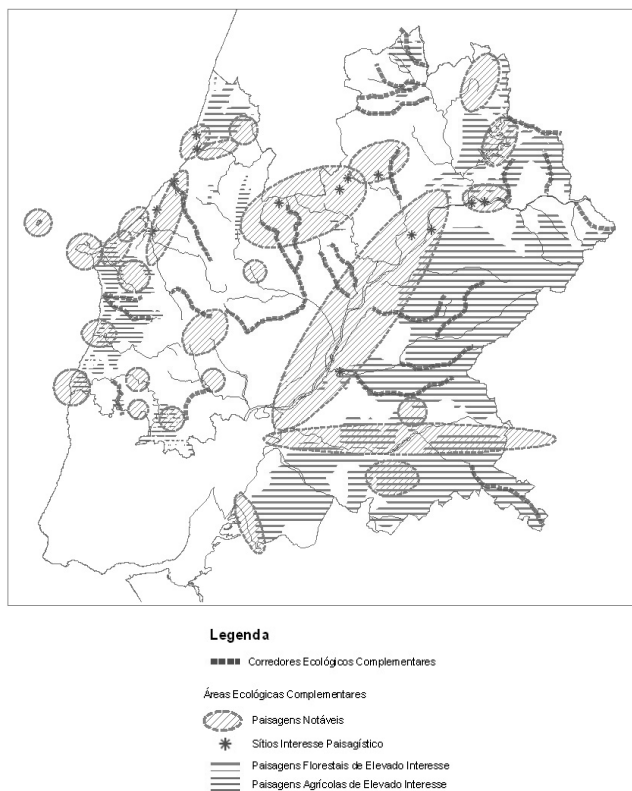 Legenda
Corredores Ecológicos Complementares
Áreas Ecológicas Complementares
Paisagens Notáveis
Sítios Interesse Paisagístico
Paisagens Florestais de Elevado Interesse
Paisagens Agrícolas de Elevado Interesse